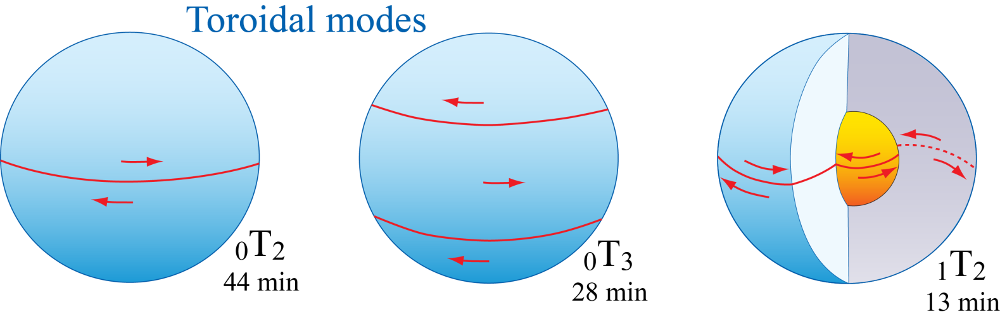 Toroidal modes
₀T₂
44 min
₀T₃
28 min
₁T₂
13 min